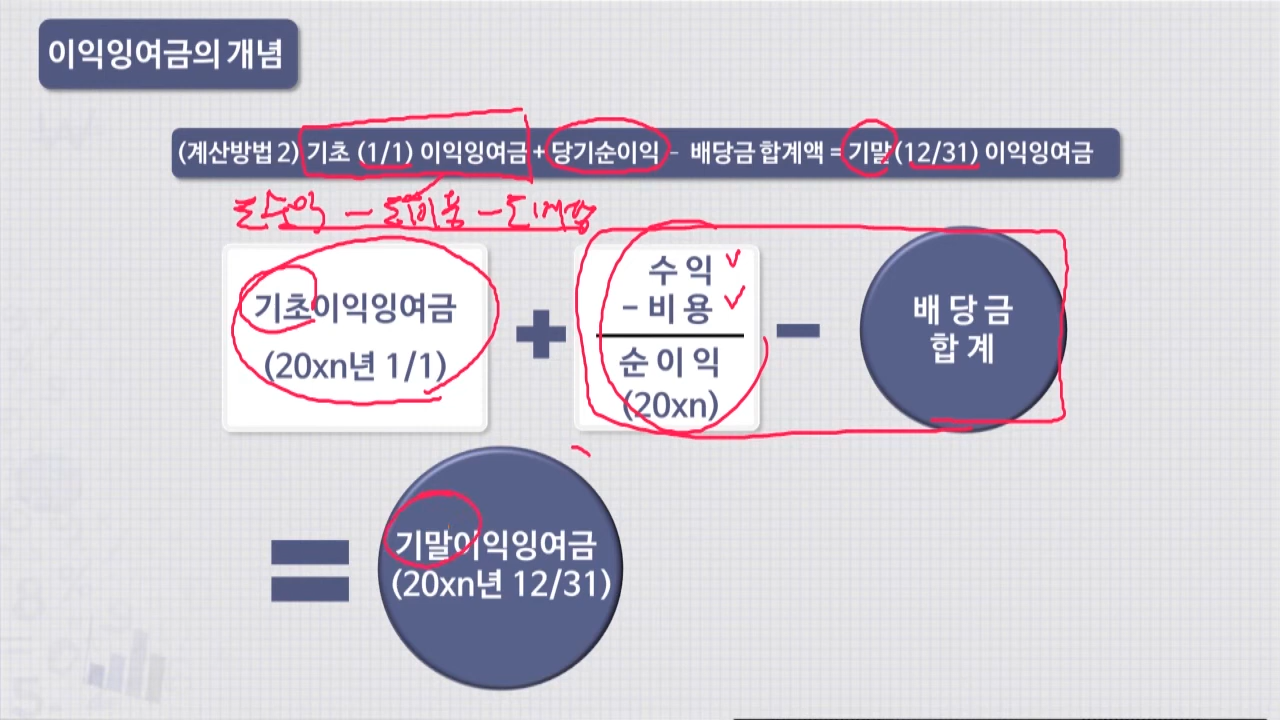 이익잉여금의 개념
(계산방법 2) 기초 (1/1) 이익잉여금 + 당기순이익 - 배당금 합계액 = 기말 (12/31) 이익잉여금
기초이익잉여금
(20xn년 1/1)
+
수 익
- 비 용
순 이 익
(20xn)
-
배 당 금
합 계
=
기말이익잉여금
(20xn년 12/31)